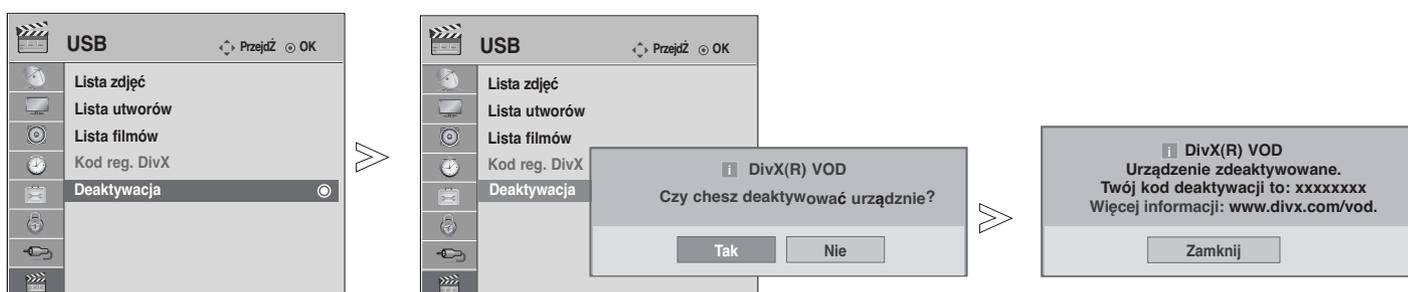 USB PrzejdŹ OK
Lista zdjęć
Lista utworów
Lista filmów
Kod reg. DivX
Deaktywacja
USB PrzejdŹ OK
Lista zdjęć
Lista utworów
Lista filmów
Kod reg. DivX
Deaktywacja
i DivX(R) VOD
Czy chesz deaktywować urządznie?
Tak Nie
i DivX(R) VOD
Urządzenie zdeaktywowane.
Twój kod deaktywacji to: xxxxxxxx
Więcej informacji: www.divx.com/vod.
Zamknij